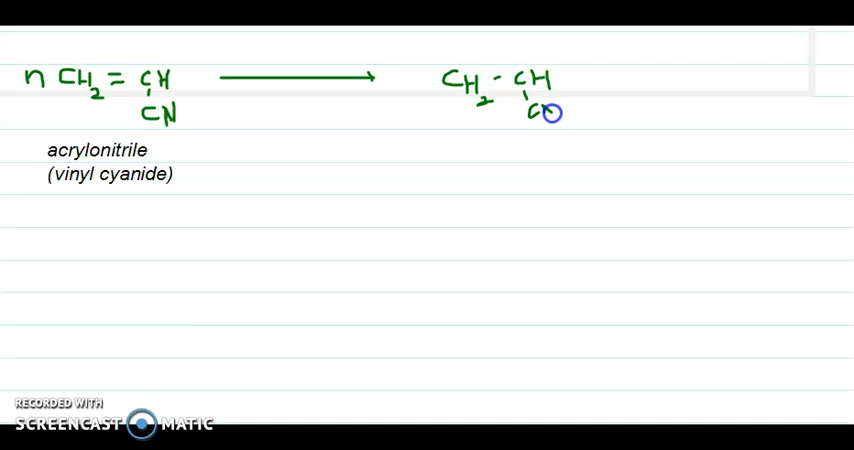 n CH2 = CH ⟶ CH2 - CH
CN
acrylonitrile
(vinyl cyanide)
RECORDED WITH
SCREENCAST MATIC